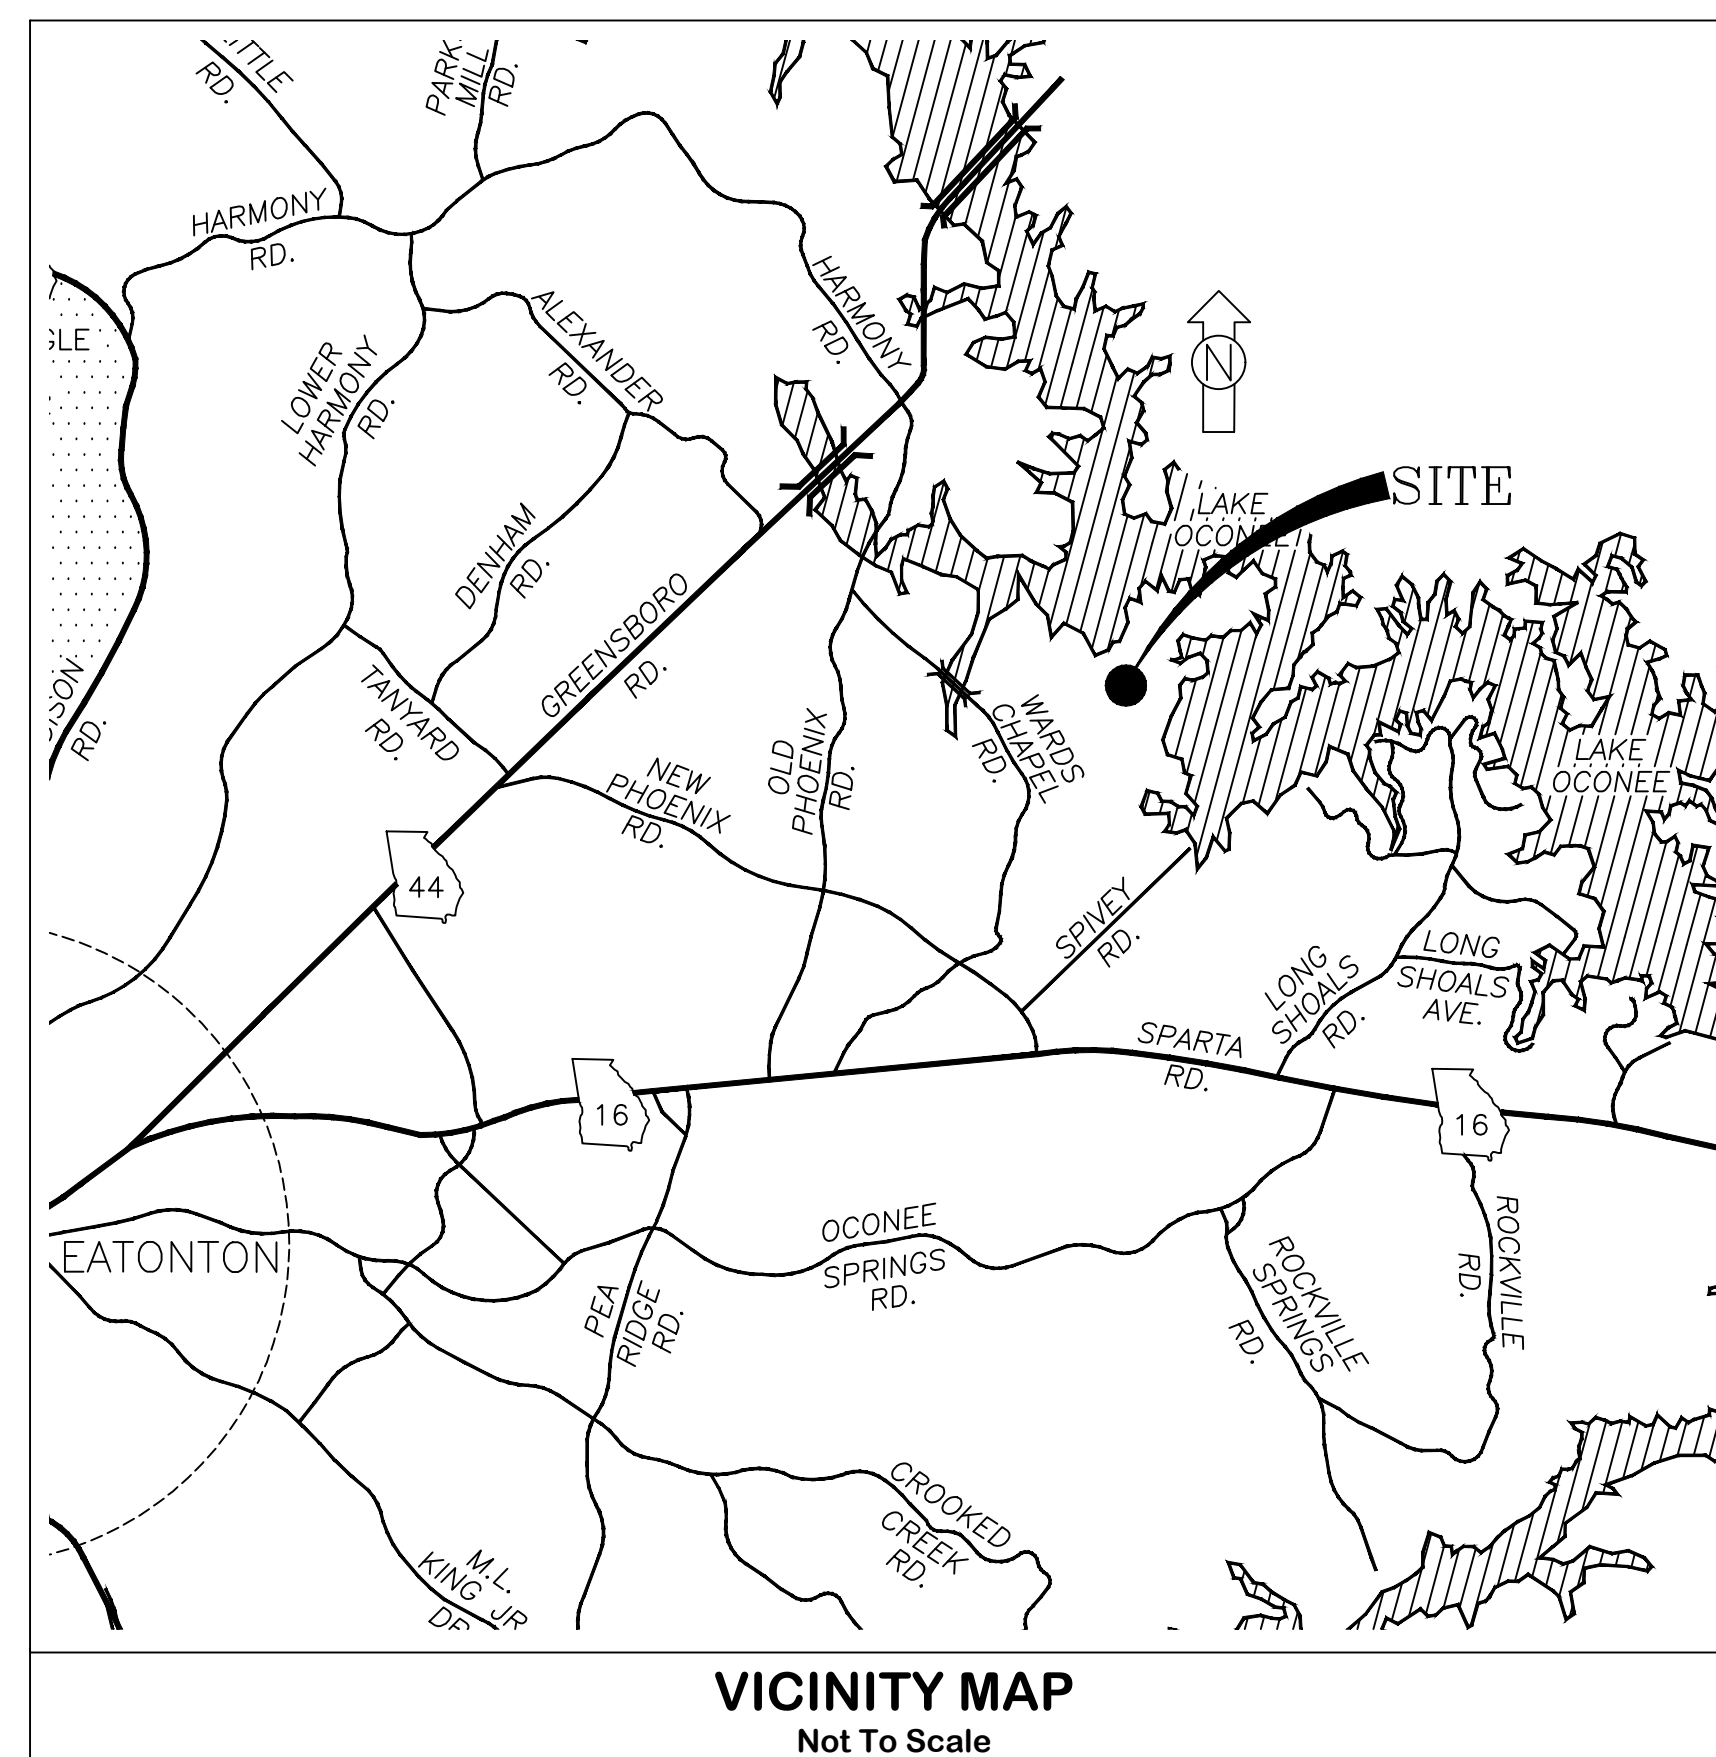 RD.
MILL
RD.
HARMONY
RD.
HARMONY
RD.
ALEXANDER
RD.
LOWER
HARMONY
RD.
N
SITE
LAKE
OCONEE
DENHAM
RD.
GREENSBORO
RD.
TANYARD
RD.
RD.
OLD
PHOENIX
RD.
WARDS
CHAPEL
RD.
NEW
PHOENIX
RD.
LAKE
OCONEE
44
SPIVEY
RD.
LONG
SHOALS
RD.
LONG
SHOALS
AVE.
SPARTA
RD.
16
16
EATONTON
OCONEE
SPRINGS
RD.
PEA
RIDGE
RD.
ROCKVILLE
SPRINGS
RD.
ROCKVILLE
RD.
CROOKED
CREEK
RD.
M.L.
KING JR
VICINITY MAP
Not To Scale